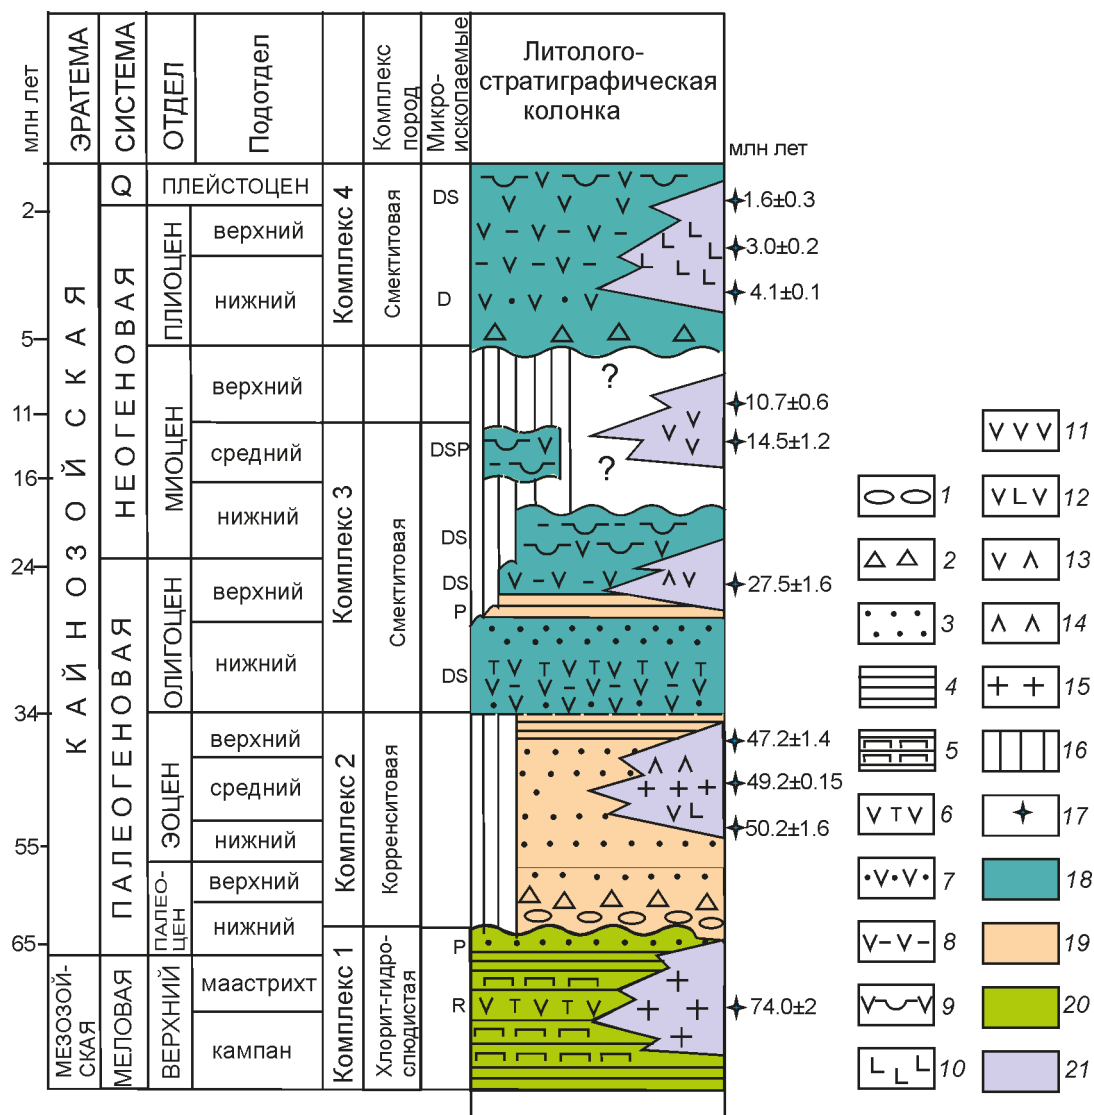 млн лет
ЭРАТЕМА
СИСТЕМА
ОТДЕЛ
Подотдел
Комплекс
пород
Микро-
ископаемые
Литолого-
стратиграфическая
колонка
млн лет
2
5
11
16
24
34
55
65
КАЙНОЗОЙСКАЯ
МЕЗОЗОЙ-
СКАЯ
Q
НЕОГЕНОВАЯ
ПАЛЕОГЕНОВАЯ
МЕЛОВАЯ
ПЛЕЙСТОЦЕН
ПЛИОЦЕН
верхний
нижний
МИОЦЕН
верхний
средний
нижний
ОЛИГОЦЕН
верхний
нижний
ЭОЦЕН
верхний
средний
нижний
ПАЛЕО-
ЦЕН
верхний
нижний
ВЕРХНИЙ
маастрихт
кампан
Комплекс 4
Комплекс 3
Комплекс 2
Комплекс 1
Смектитовая
Смектитовая
Корренситовая
Хлорит-гидро-
слюдистая
DS
D
DSP
DS
DS
P
DS
P
R
?
?
1.6±0.3
3.0±0.2
4.1±0.1
10.7±0.6
14.5±1.2
27.5±1.6
47.2±1.4
49.2±0.15
50.2±1.6
74.0±2
1
2
3
4
5
6
7
8
9
10
11
12
13
14
15
16
17
18
19
20
21